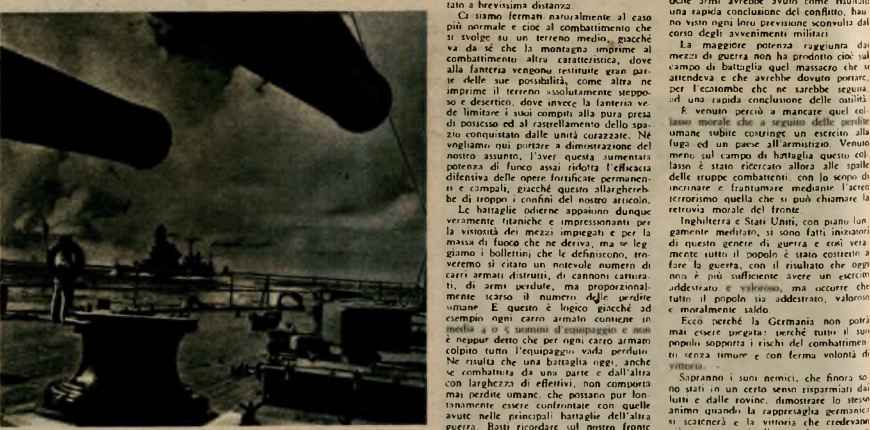 tato a brevissima distanza.
Ci siamo fermati naturalmente al caso
più normale e cioè al combattimento che
si svolge su un terreno medio, giacché
va da sé che la montagna imprime al
combattimento altra caratteristica, dove
alla fanteria vengono restituite gran par-
te delle sue possibilità, come altra ne
imprime il terreno assolutamente steppo-
so e desertico, dove invece la fanteria ve-
de limitare i suoi compiti alla pura presa
di possesso ed al rastrellamento dello spa-
zio conquistato dalle unità corazzate. Né
vogliamo qui portare a dimostrazione del
nostro assunto, l'aver questa aumentata
potenza di fuoco assai ridotta l'efficacia
difensiva delle opere fortificate permanen-
ti e campali, giacché questo allarghereb-
be di troppo i confini del nostro articolo.
Le battaglie odierne appaiono dunque
veramente titaniche e impressionanti per
la vistosità dei mezzi impiegati e per la
massa di fuoco che ne deriva, ma se leg-
giamo i bollettini che le definiscono, tro-
veremo sì citato un notevole numero di
carri armati distrutti, di cannoni cattura-
ti, di armi perdute, ma proporzional-
mente scarso il numero delle perdite
umane. E questo è logico giacché ad
esempio ogni carro armato contiene in
media 4 o 5 uomini d'equipaggio e non
è neppur detto che per ogni carro armato
colpito tutto l'equipaggio vada perduto.
Ne risulta che una battaglia oggi, anche
se combattuta da una parte e dall'altra
con larghezza di effettivi, non comporta
mai perdite umane, che possano pur lon-
tanamente essere confrontate con quelle
avute nelle principali battaglie dell'altra
guerra. Basti ricordare sul nostro fronte
armi avrebbe avuto come risultato
una rapida conclusione del conflitto, han-
no visto ogni loro previsione sconvolta dal
corso degli avvenimenti militari
La maggiore potenza raggiunta dai
mezzi di guerra non ha prodotto cioè sul
campo di battaglia quel massacro che si
attendeva e che avrebbe dovuto portare,
per l'ecatombe che ne sarebbe seguita,
ad una rapida conclusione delle ostilità
È venuto perciò a mancare quel col-
lasso morale che a seguito delle perdite
umane subite costringe un esercito alla
fuga ed un paese all'armistizio. Venuto
meno sul campo di battaglia questo col-
lasso è stato ricercato allora alle spalle
delle truppe combattenti, con lo scopo di
incrinare e frantumare mediante l'aereo
terrorismo quella che si può chiamare la
retrovia morale del fronte
Inghilterra e Stati Uniti, con piano lun-
gamente meditato, si sono fatti iniziatori
di questo genere di guerra e così vera-
mente tutto il popolo è stato costretto a
fare la guerra, con il risultato che oggi
non è più sufficiente avere un esercito
addestrato e valoroso, ma occorre che
tutto il popolo sia addestrato, valoroso
e moralmente saldo.
Ecco perché la Germania non potrà
mai essere piegata: perché tutto il suo
popolo sopporta i rischi del combattimen-
to senza timore e con ferma volontà di
vittoria.
Sapranno i suoi nemici, che finora so-
no stati in un certo senso risparmiati dai
lutti e dalle rovine, dimostrare lo stesso
animo quando la rappresaglia germanica
si scatenerà e la vittoria che credevano